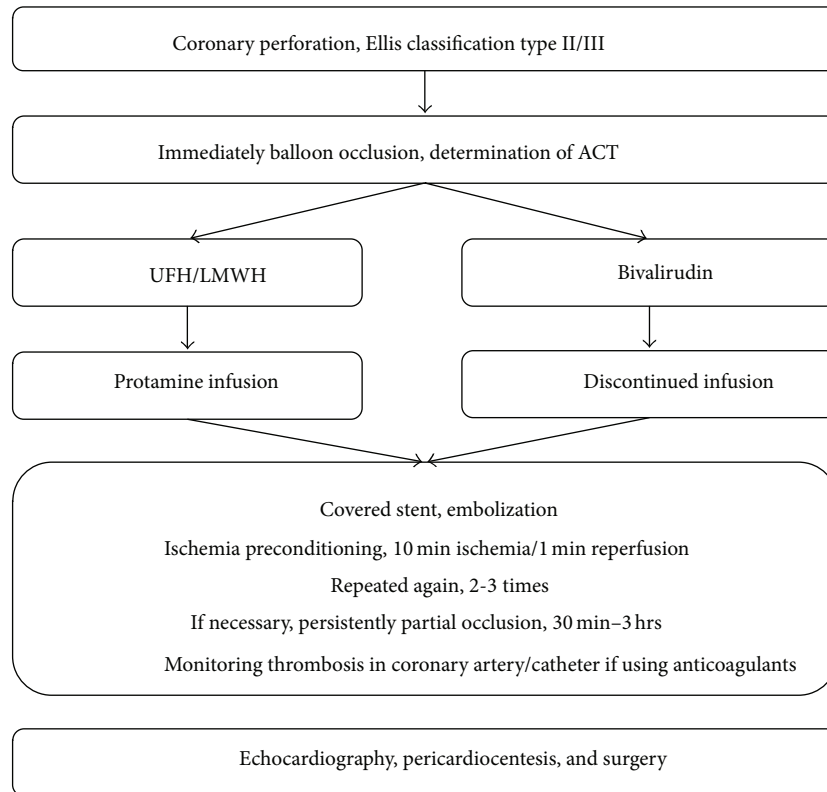 Coronary perforation, Ellis classification type II/III
Immediately balloon occlusion, determination of ACT
UFH/LMWH
Bivalirudin
Protamine infusion
Discontinued infusion
Covered stent, embolization
Ischemia preconditioning, 10 min ischemia/1 min reperfusion
Repeated again, 2-3 times
If necessary, persistently partial occlusion, 30 min–3 hrs
Monitoring thrombosis in coronary artery/catheter if using anticoagulants
Echocardiography, pericardiocentesis, and surgery